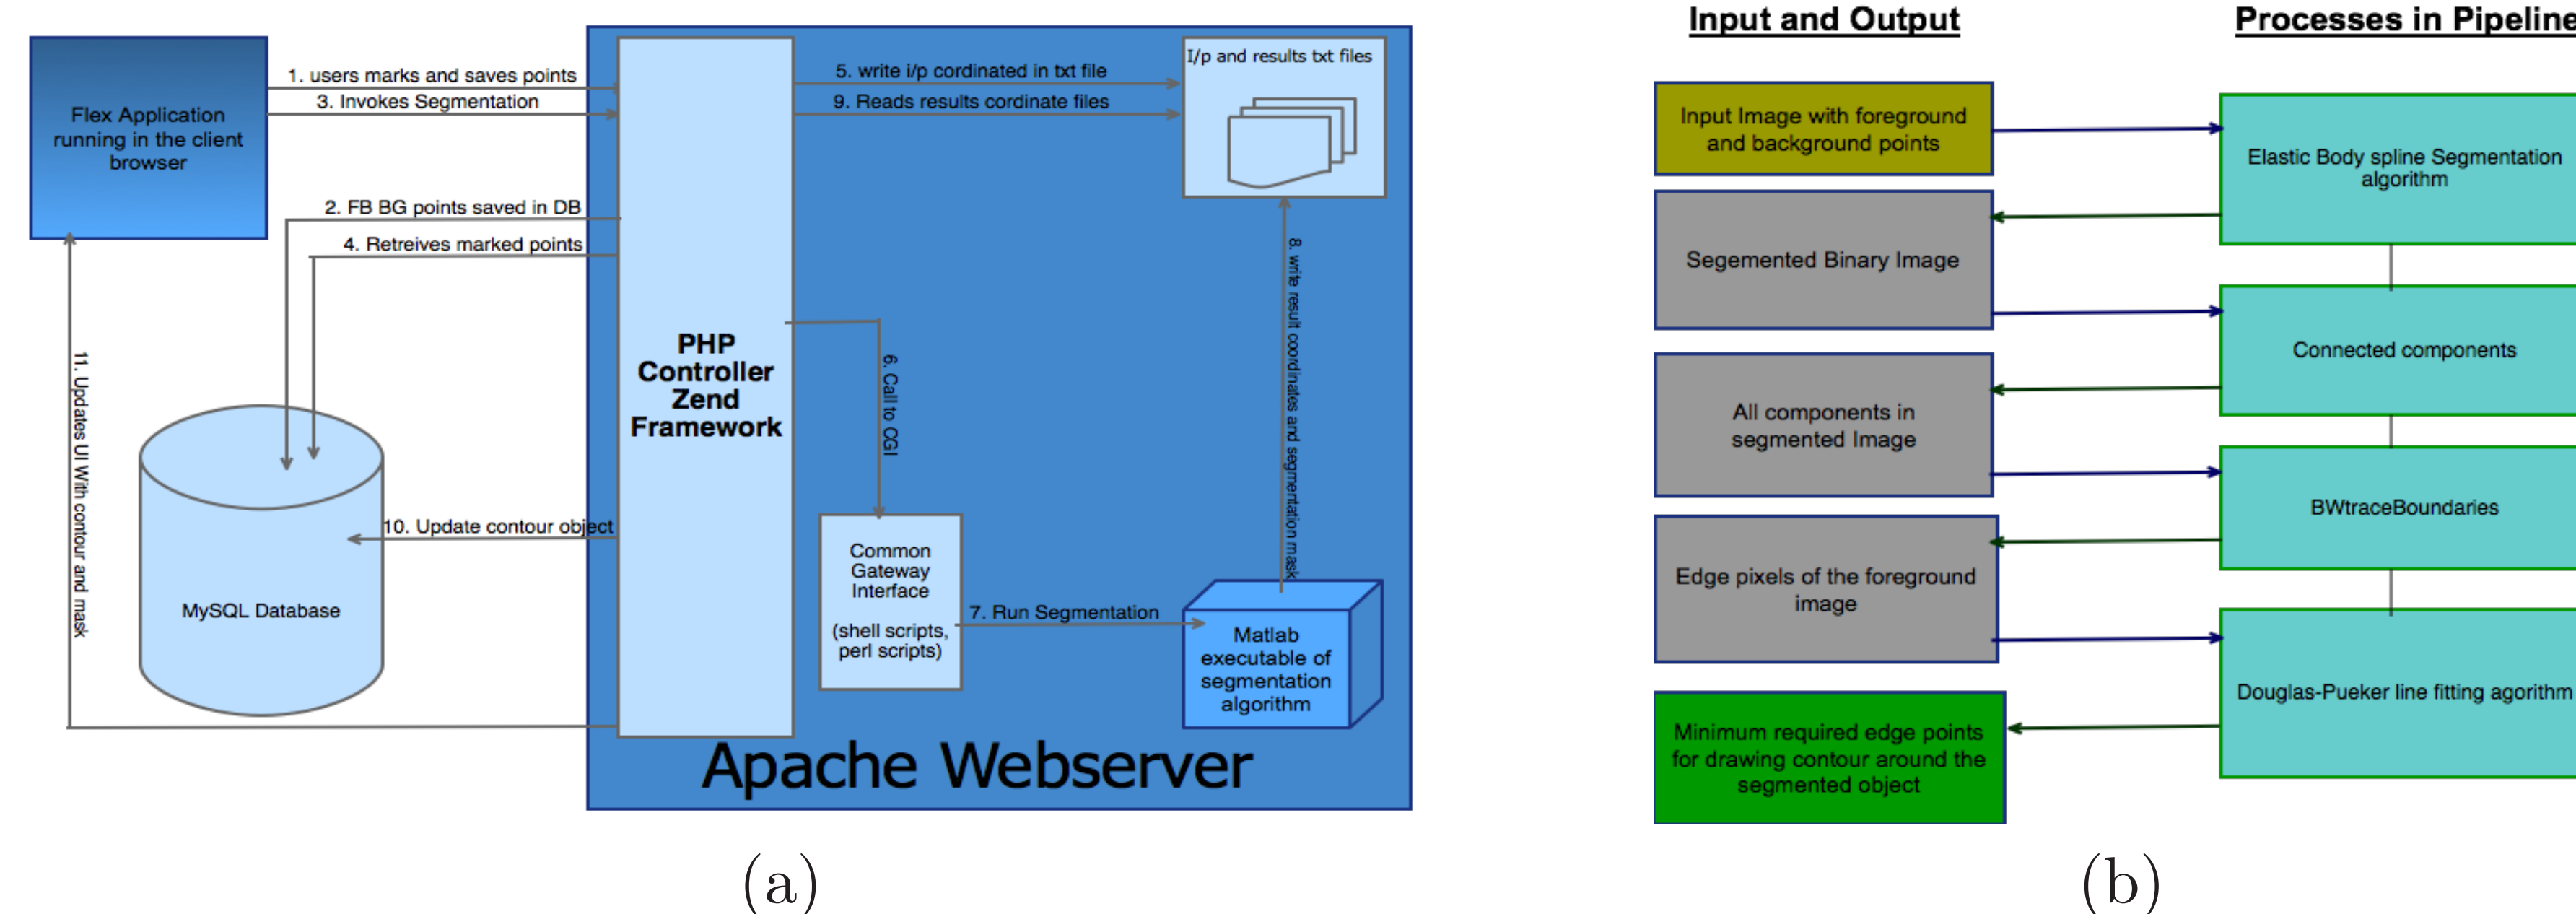 Flex Application
running in the client
browser
1. users marks and saves points
3. Invokes Segmentation
2. FB BG points saved in DB
4. Retreives marked points
11. Updates UI With contour and mask
MySQL Database
10. Update contour object
PHP
Controller
Zend
Framework
5. write i/p cordinated in txt file
9. Reads results cordinate files
I/p and results txt files
6. Call to CGI
Common
Gateway
Interface
(shell scripts,
perl scripts)
7. Run Segmentation
8. write result coordinates and segmentation mask
Matlab
executable of
segmentation
algorithm
Apache Webserver
(a)
Input and Output
Processes in Pipeline
Input Image with foreground
and background points
Elastic Body spline Segmentation
algorithm
Segemented Binary Image
Connected components
All components in
segmented Image
BWtraceBoundaries
Edge pixels of the foreground
image
Douglas-Pueker line fitting agorithm
Minimum required edge points
for drawing contour around the
segmented object
(b)